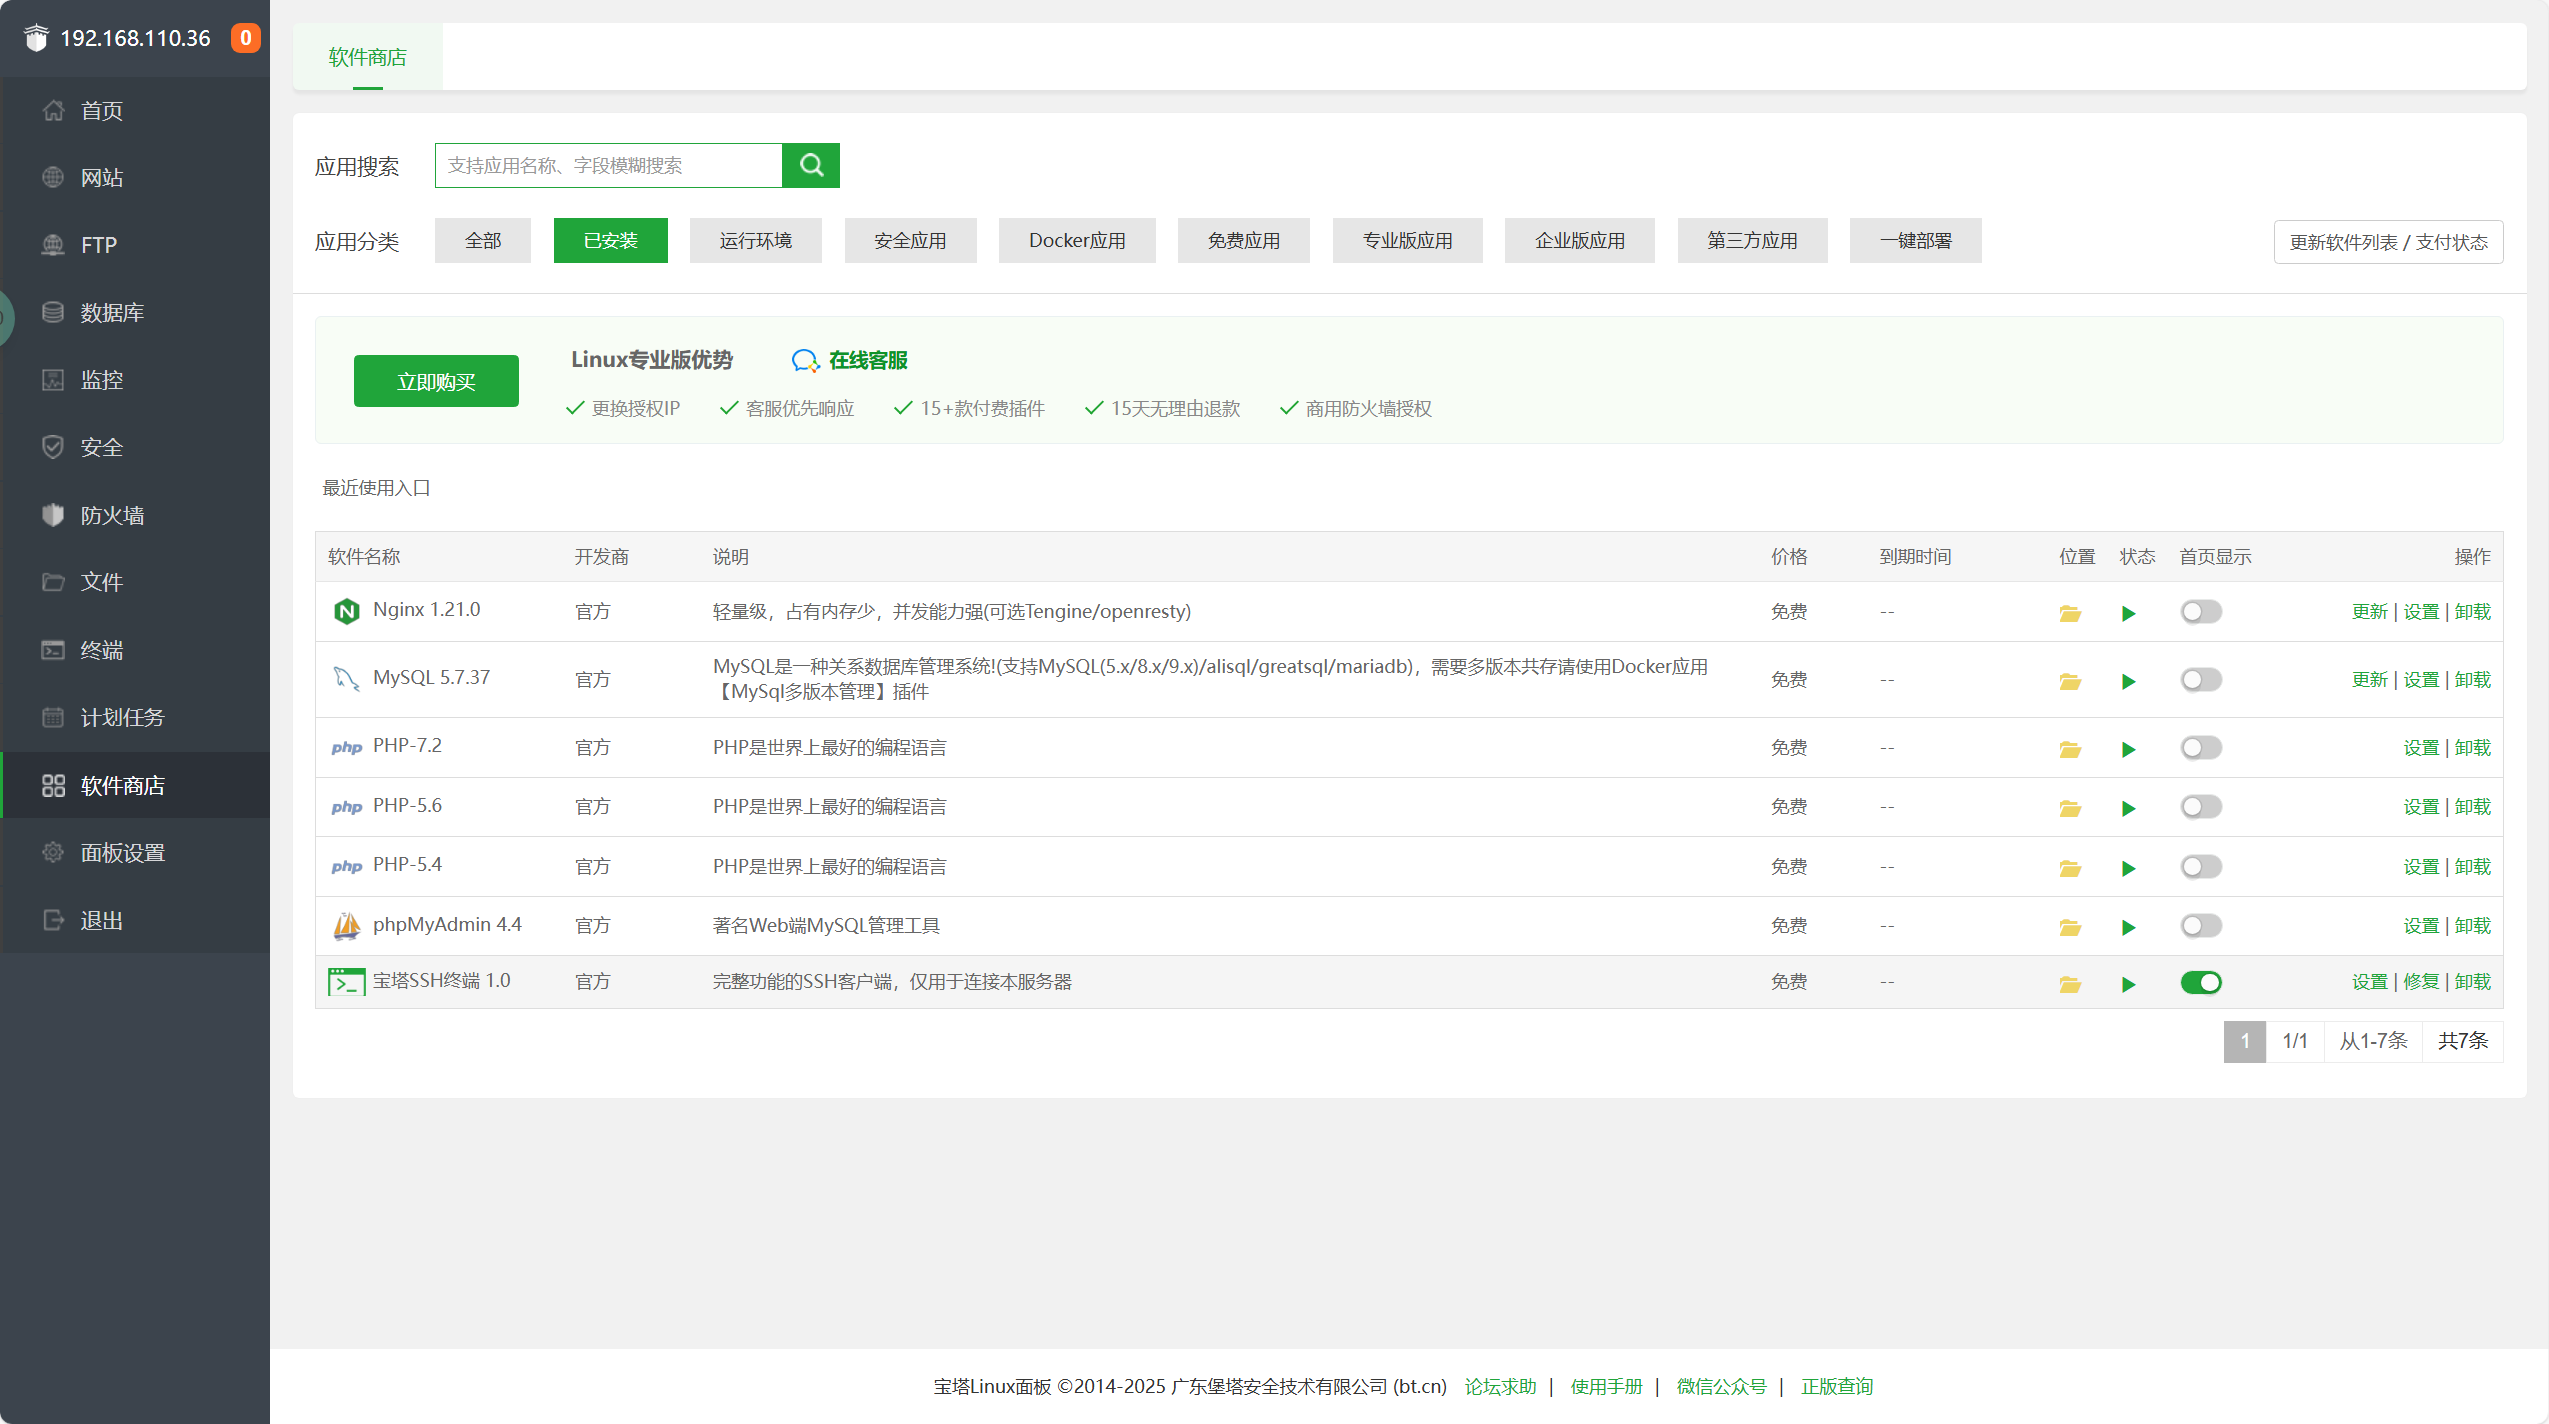 192.168.110.36 0
首页
网站
FTP
数据库
监控
安全
防火墙
文件
终端
计划任务
软件商店
面板设置
退出
软件商店
应用搜索 支持应用名称、字段模糊搜索
应用分类 全部 已安装 运行环境 安全应用 Docker应用 免费应用 专业版应用 企业版应用 第三方应用 一键部署 更新软件列表 / 支付状态
立即购买
Linux专业版优势 在线客服
更换授权IP 客服优先响应 15+款付费插件 15天无理由退款 商用防火墙授权
最近使用入口
软件名称 开发商 说明 价格 到期时间 位置 状态 首页显示 操作
Nginx 1.21.0 官方 轻量级，占有内存少，并发能力强(可选Tengine/openresty) 免费 -- 更新 | 设置 | 卸载
MySQL 5.7.37 官方 MySQL是一种关系数据库管理系统!(支持MySQL(5.x/8.x/9.x)/alisql/greatsql/mariadb)，需要多版本共存请使用Docker应用
【MySql多版本管理】插件 免费 -- 更新 | 设置 | 卸载
php PHP-7.2 官方 PHP是世界上最好的编程语言 免费 -- 设置 | 卸载
php PHP-5.6 官方 PHP是世界上最好的编程语言 免费 -- 设置 | 卸载
php PHP-5.4 官方 PHP是世界上最好的编程语言 免费 -- 设置 | 卸载
phpMyAdmin 4.4 官方 著名Web端MySQL管理工具 免费 -- 设置 | 卸载
宝塔SSH终端 1.0 官方 完整功能的SSH客户端，仅用于连接本服务器 免费 -- 设置 | 修复 | 卸载
1 1/1 从1-7条 共7条
宝塔Linux面板 ©2014-2025 广东堡塔安全技术有限公司 (bt.cn) 论坛求助 | 使用手册 | 微信公众号 | 正版查询